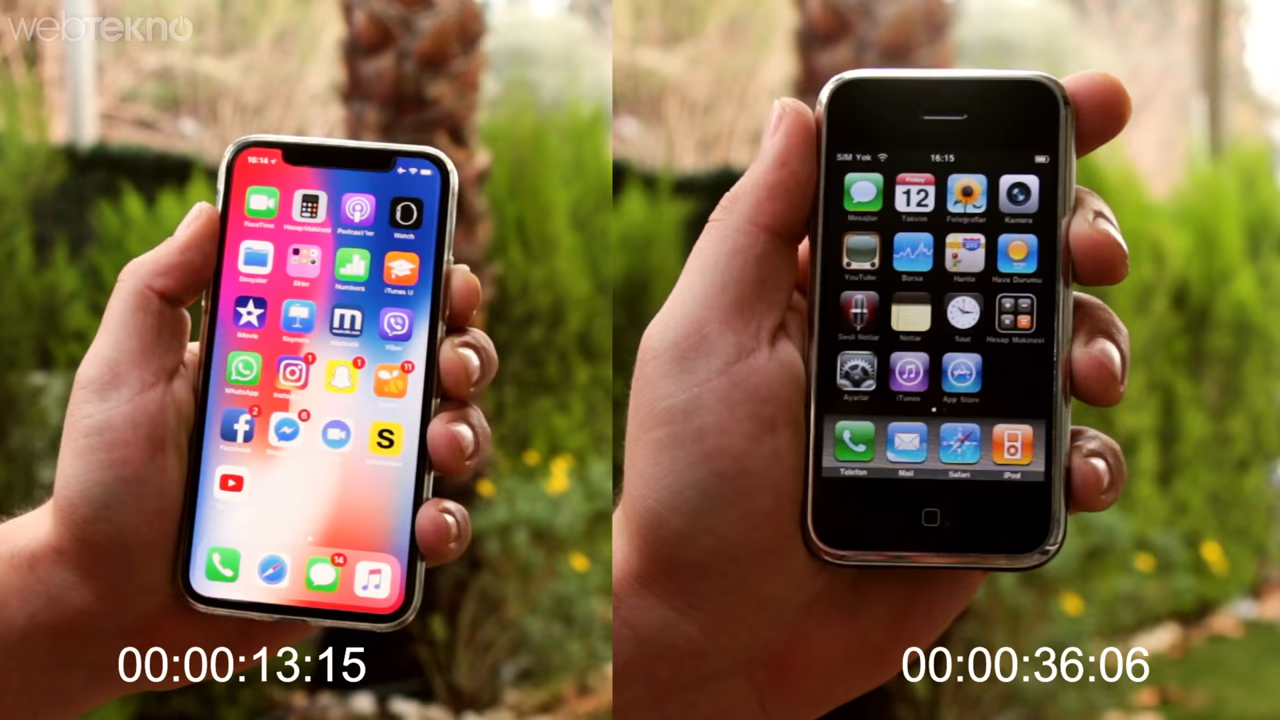 webtekno
16:14
FaceTime
Hesap Makinesi
Podcast'ler
Watch
Dosyalar
Ekler
Numbers
iTunes U
iMovie
Keynote
m
Viber
WhatsApp
1
1
11
2
Facebook
6
S
14
00:00:13:15
SIM Yok
16:15
Friday
12
Mesajlar
Takvim
Fotoğraflar
Kamera
YouTube
Borsa
Harita
Hava Durumu
Sesli Notlar
Notlar
Saat
Hesap Makinesi
Ayarlar
iTunes
App Store
Telefon
Mail
Safari
iPod
00:00:36:06